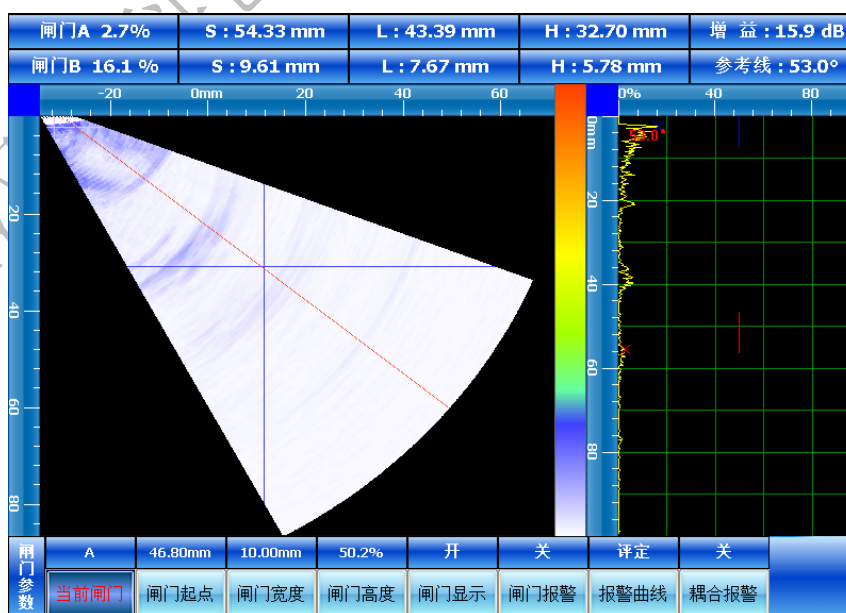 闸门A 2.7% S : 54.33 mm L : 43.39 mm H : 32.70 mm 增 益 : 15.9 dB
闸门B 16.1 % S : 9.61 mm L : 7.67 mm H : 5.78 mm 参考线 : 53.0°
-20 0mm 20 40 60
0% 40 80
20
40
60
80
0mm
20
40
60
80
53.0
闸门参数
A 46.80mm 10.00mm 50.2% 开 关 评定 关
当前闸门 闸门起点 闸门宽度 闸门高度 闸门显示 闸门报警 报警曲线 耦合报警